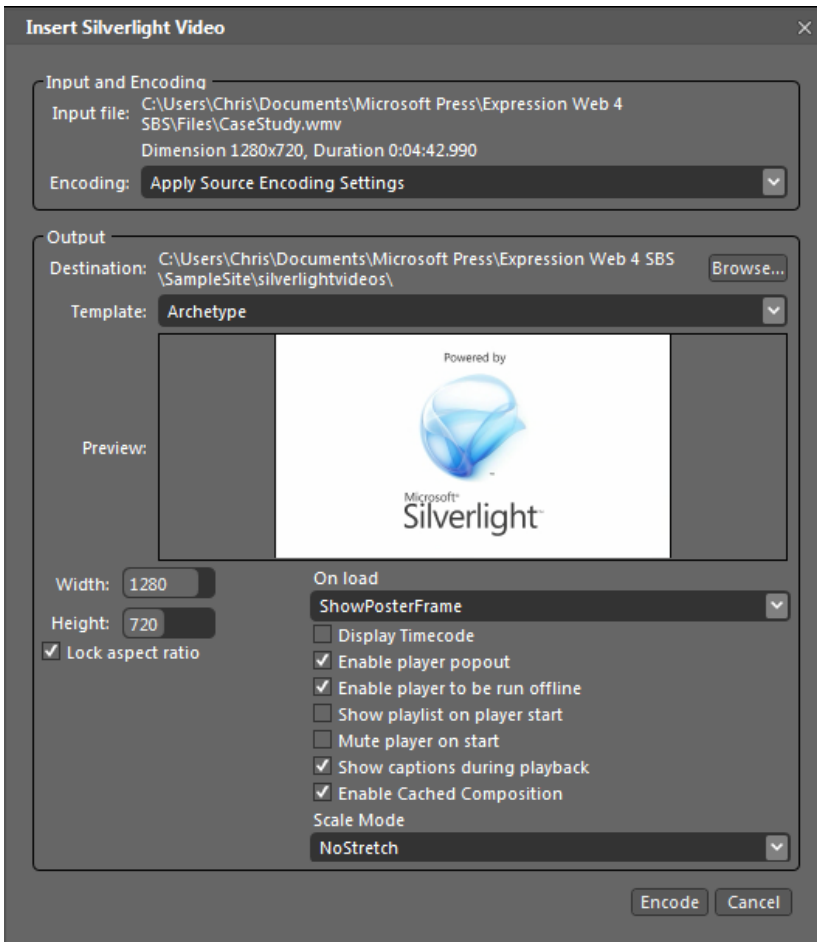 Insert Silverlight Video
Input and Encoding
Input file: C:\Users\Chris\Documents\Microsoft Press\Expression Web 4
SBS\Files\CaseStudy.wmv
Dimension 1280x720, Duration 0:04:42.990
Encoding: Apply Source Encoding Settings
Output
Destination: C:\Users\Chris\Documents\Microsoft Press\Expression Web 4 SBS
\SampleSite\silverlightvideos\
Browse...
Template: Archetype
Preview:
Powered by
Microsoft®
Silverlight™
Width: 1280
Height: 720
Lock aspect ratio
On load
ShowPosterFrame
Display Timecode
Enable player popout
Enable player to be run offline
Show playlist on player start
Mute player on start
Show captions during playback
Enable Cached Composition
Scale Mode
NoStretch
Encode
Cancel